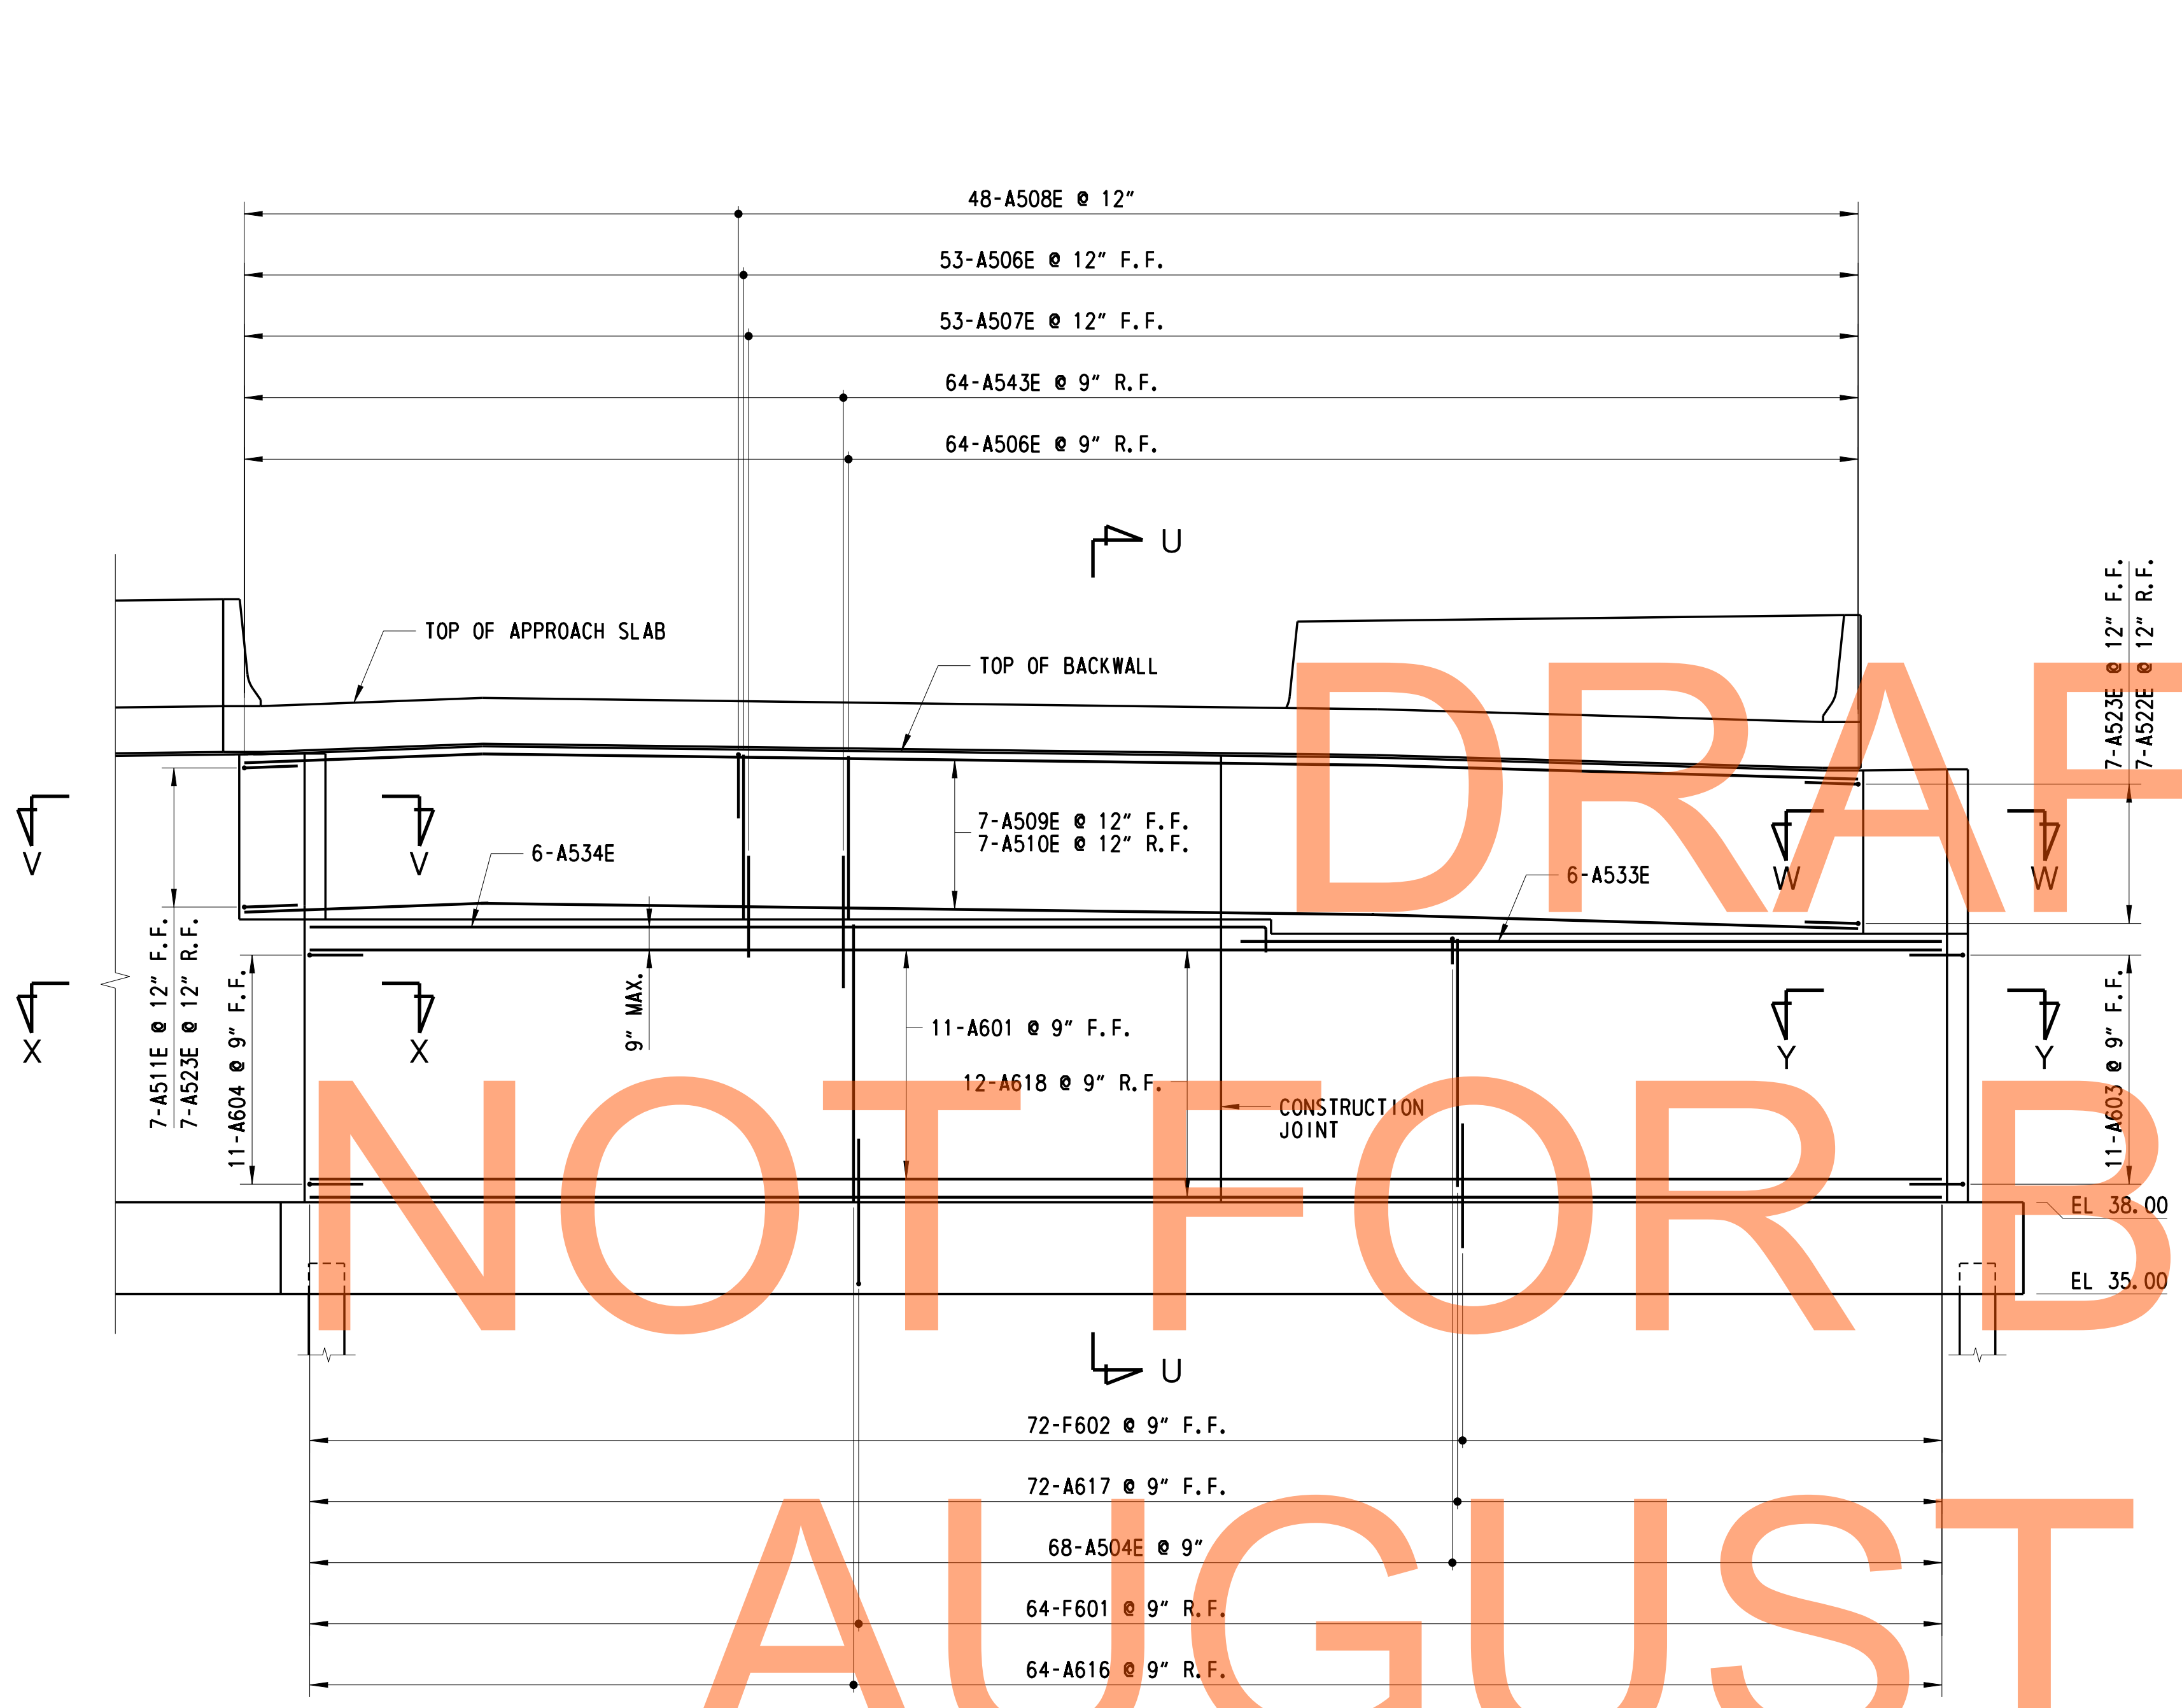 48-A508E @ 12"
53-A506E @ 12" F.F.
53-A507E @ 12" F.F.
64-A543E @ 9" R.F.
64-A506E @ 9" R.F.
U
TOP OF APPROACH SLAB
TOP OF BACKWALL
7-A523E @ 12" F.F.
7-A522E @ 12" R.F.
DRAF
7-A509E @ 12" F.F.
7-A510E @ 12" R.F.
V
V
6-A534E
6-A533E
W
W
7-A511E @ 12" F.F.
7-A523E @ 12" R.F.
11-A604 @ 9" F.F.
9" MAX.
11-A601 @ 9" F.F.
12-A618 @ 9" R.F.
X
X
Y
Y
11-A603 @ 9" F.F.
CONSTRUCTION
JOINT
NOT FOR B
EL 38.00
EL 35.00
U
72-F602 @ 9" F.F.
72-A617 @ 9" F.F.
68-A504E @ 9"
64-F601 @ 9" R.F.
64-A616 @ 9" R.F.
AUGUST